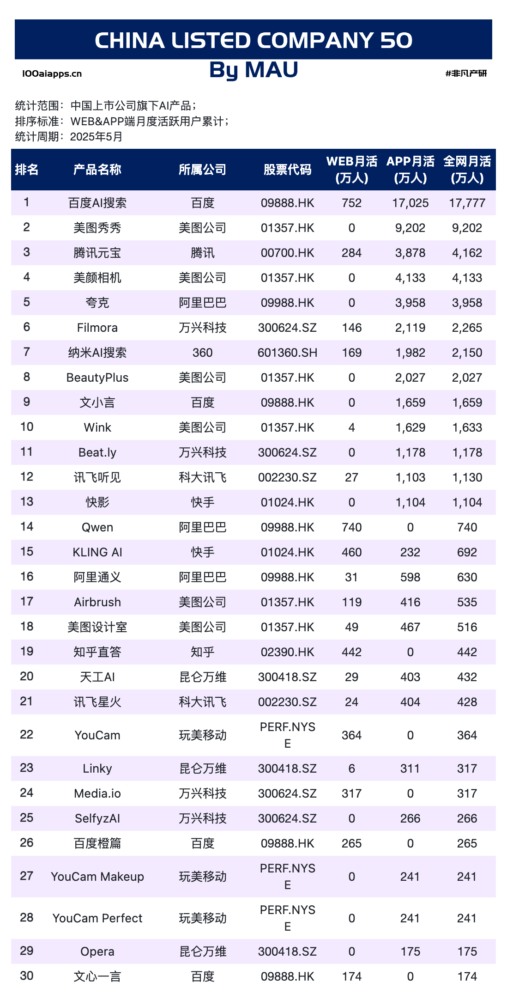 CHINA LISTED COMPANY 50
By MAU
100aiapps.cn
#非凡产研
统计范围：中国上市公司旗下AI产品；
排序标准：WEB&APP端月度活跃用户累计；
统计周期：2025年5月
排名 产品名称 所属公司 股票代码 WEB月活(万人) APP月活(万人) 全网月活(万人)
1 百度AI搜索 百度 09888.HK 752 17,025 17,777
2 美图秀秀 美图公司 01357.HK 0 9,202 9,202
3 腾讯元宝 腾讯 00700.HK 284 3,878 4,162
4 美颜相机 美图公司 01357.HK 0 4,133 4,133
5 夸克 阿里巴巴 09988.HK 0 3,958 3,958
6 Filmora 万兴科技 300624.SZ 146 2,119 2,265
7 纳米AI搜索 360 601360.SH 169 1,982 2,150
8 BeautyPlus 美图公司 01357.HK 0 2,027 2,027
9 文小言 百度 09888.HK 0 1,659 1,659
10 Wink 美图公司 01357.HK 4 1,629 1,633
11 Beat.ly 万兴科技 300624.SZ 0 1,178 1,178
12 讯飞听见 科大讯飞 002230.SZ 27 1,103 1,130
13 快影 快手 01024.HK 0 1,104 1,104
14 Qwen 阿里巴巴 09988.HK 740 0 740
15 KLING AI 快手 01024.HK 460 232 692
16 阿里通义 阿里巴巴 09988.HK 31 598 630
17 Airbrush 美图公司 01357.HK 119 416 535
18 美图设计室 美图公司 01357.HK 49 467 516
19 知乎直答 知乎 02390.HK 442 0 442
20 天工AI 昆仑万维 300418.SZ 29 403 432
21 讯飞星火 科大讯飞 002230.SZ 24 404 428
22 YouCam 玩美移动 PERF.NYSE 364 0 364
23 Linky 昆仑万维 300418.SZ 6 311 317
24 Media.io 万兴科技 300624.SZ 317 0 317
25 SelfyzAI 万兴科技 300624.SZ 0 266 266
26 百度橙篇 百度 09888.HK 265 0 265
27 YouCam Makeup 玩美移动 PERF.NYSE 0 241 241
28 YouCam Perfect 玩美移动 PERF.NYSE 0 241 241
29 Opera 昆仑万维 300418.SZ 0 175 175
30 文心一言 百度 09888.HK 174 0 174